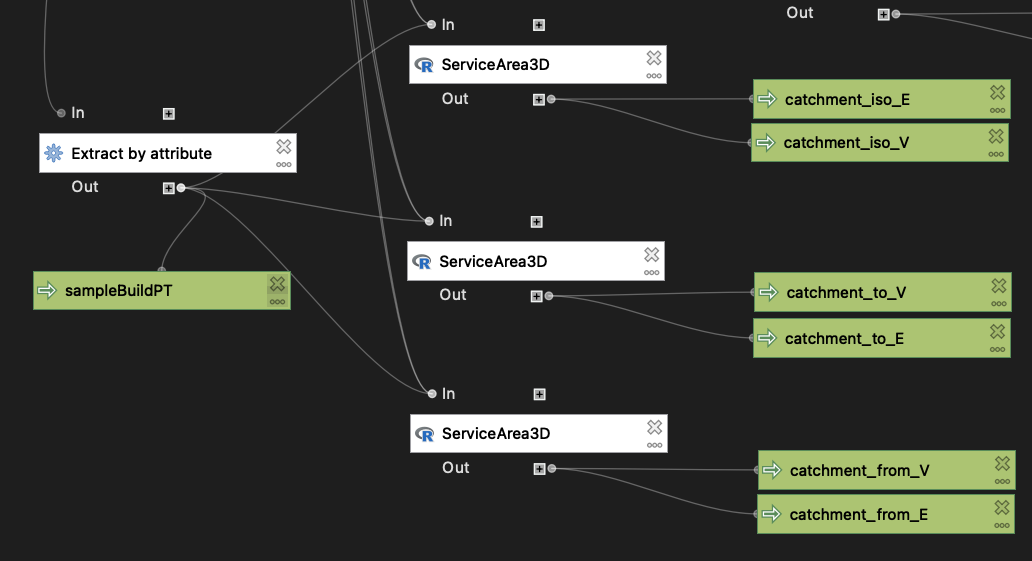 Out
In
ServiceArea3D
Out
catchment_iso_E
catchment_iso_V
In
Extract by attribute
Out
sampleBuildPT
In
ServiceArea3D
Out
catchment_to_V
catchment_to_E
In
ServiceArea3D
Out
catchment_from_V
catchment_from_E